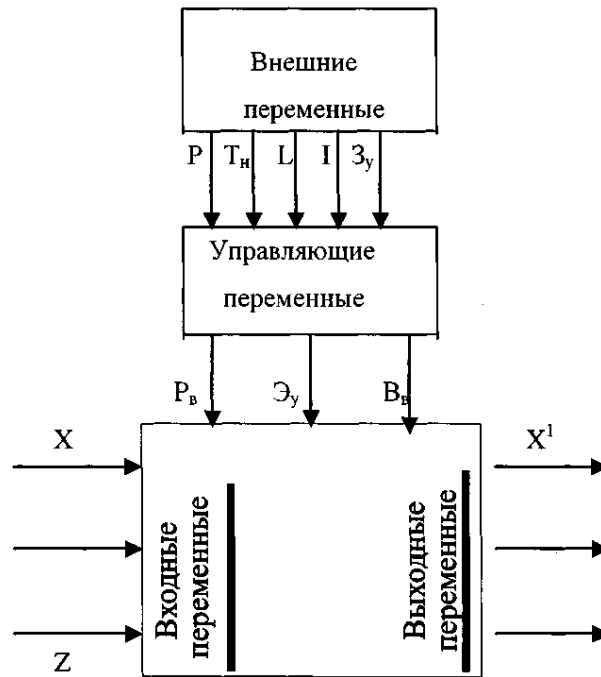 Внешние
переменные
P Tн L I Зу
Управляющие
переменные
Pв Эу Вв
X X¹
Входные
переменные
Выходные
переменные
Z